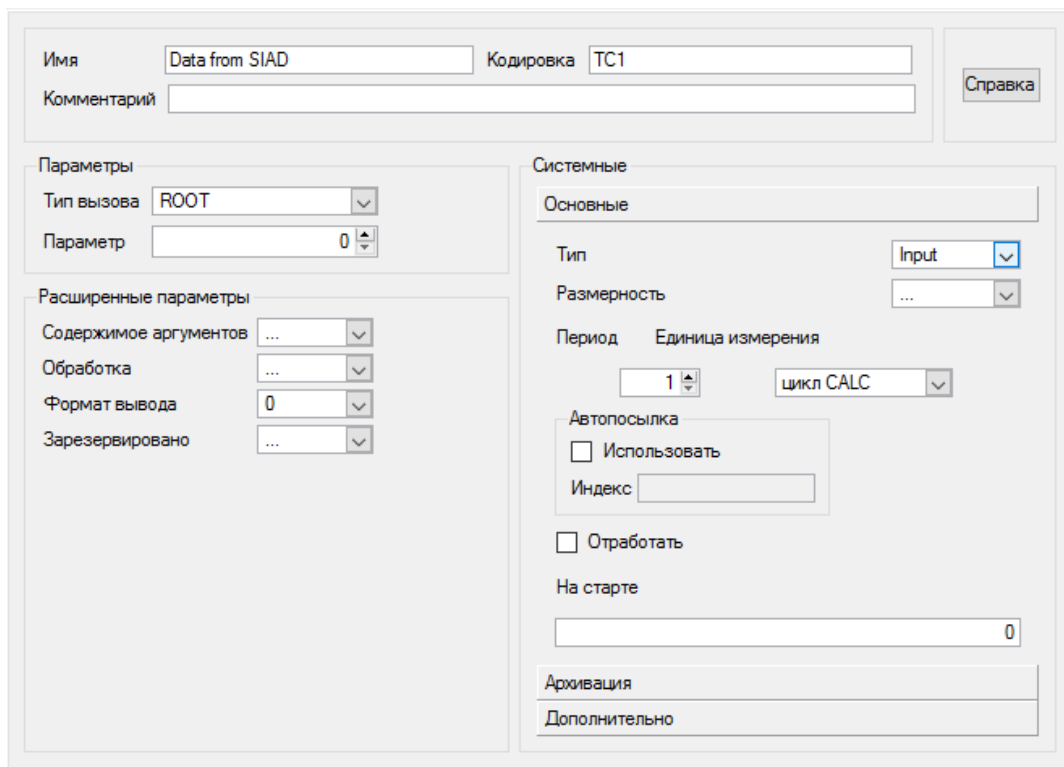 Имя Data from SIAD Кодировка TC1
Комментарий
Справка
Параметры
Тип вызова ROOT
Параметр 0
Расширенные параметры
Содержимое аргументов ...
Обработка ...
Формат вывода 0
Зарезервировано ...
Системные
Основные
Тип Input
Размерность ...
Период Единица измерения
1 цикл CALC
Автопосылка
Использовать
Индекс
Отработать
На старте
0
Архивация
Дополнительно